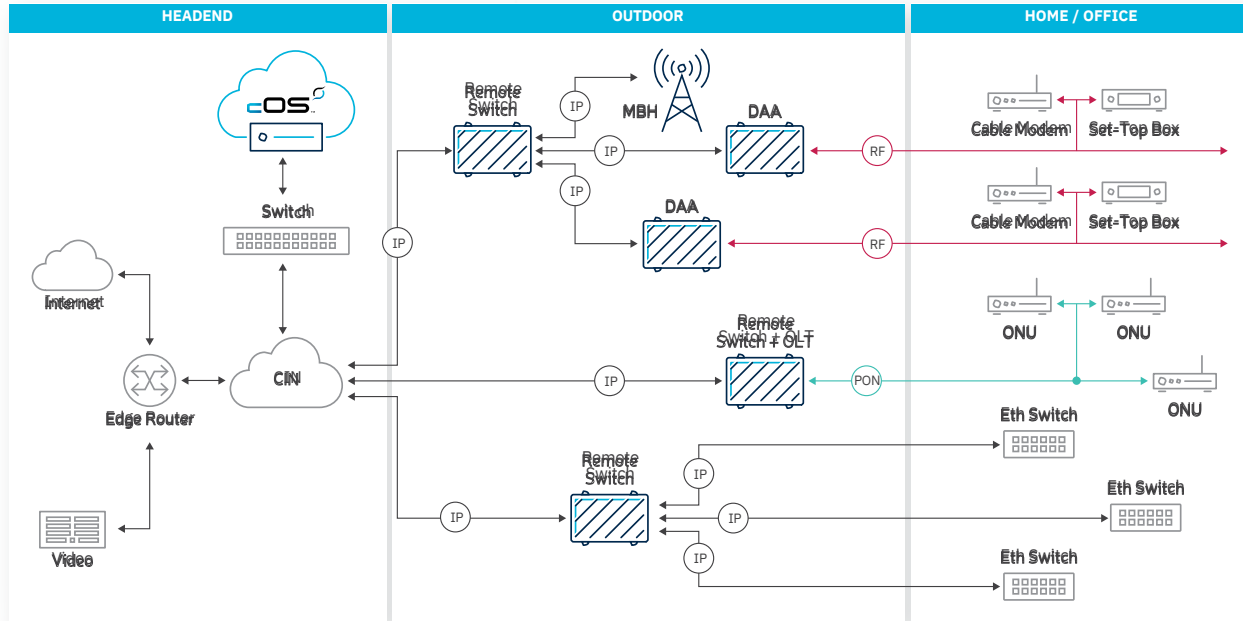 HEADEND
OUTDOOR
HOME / OFFICE
cOS™
Switch
Internet
CIN
Edge Router
Video
IP
Remote
Switch
IP
IP
IP
MBH
DAA
DAA
RF
RF
Cable Modem
Set-Top Box
Cable Modem
Set-Top Box
Remote
Switch + OLT
IP
PON
ONU
ONU
ONU
Remote
Switch
IP
IP
IP
IP
Eth Switch
Eth Switch
Eth Switch